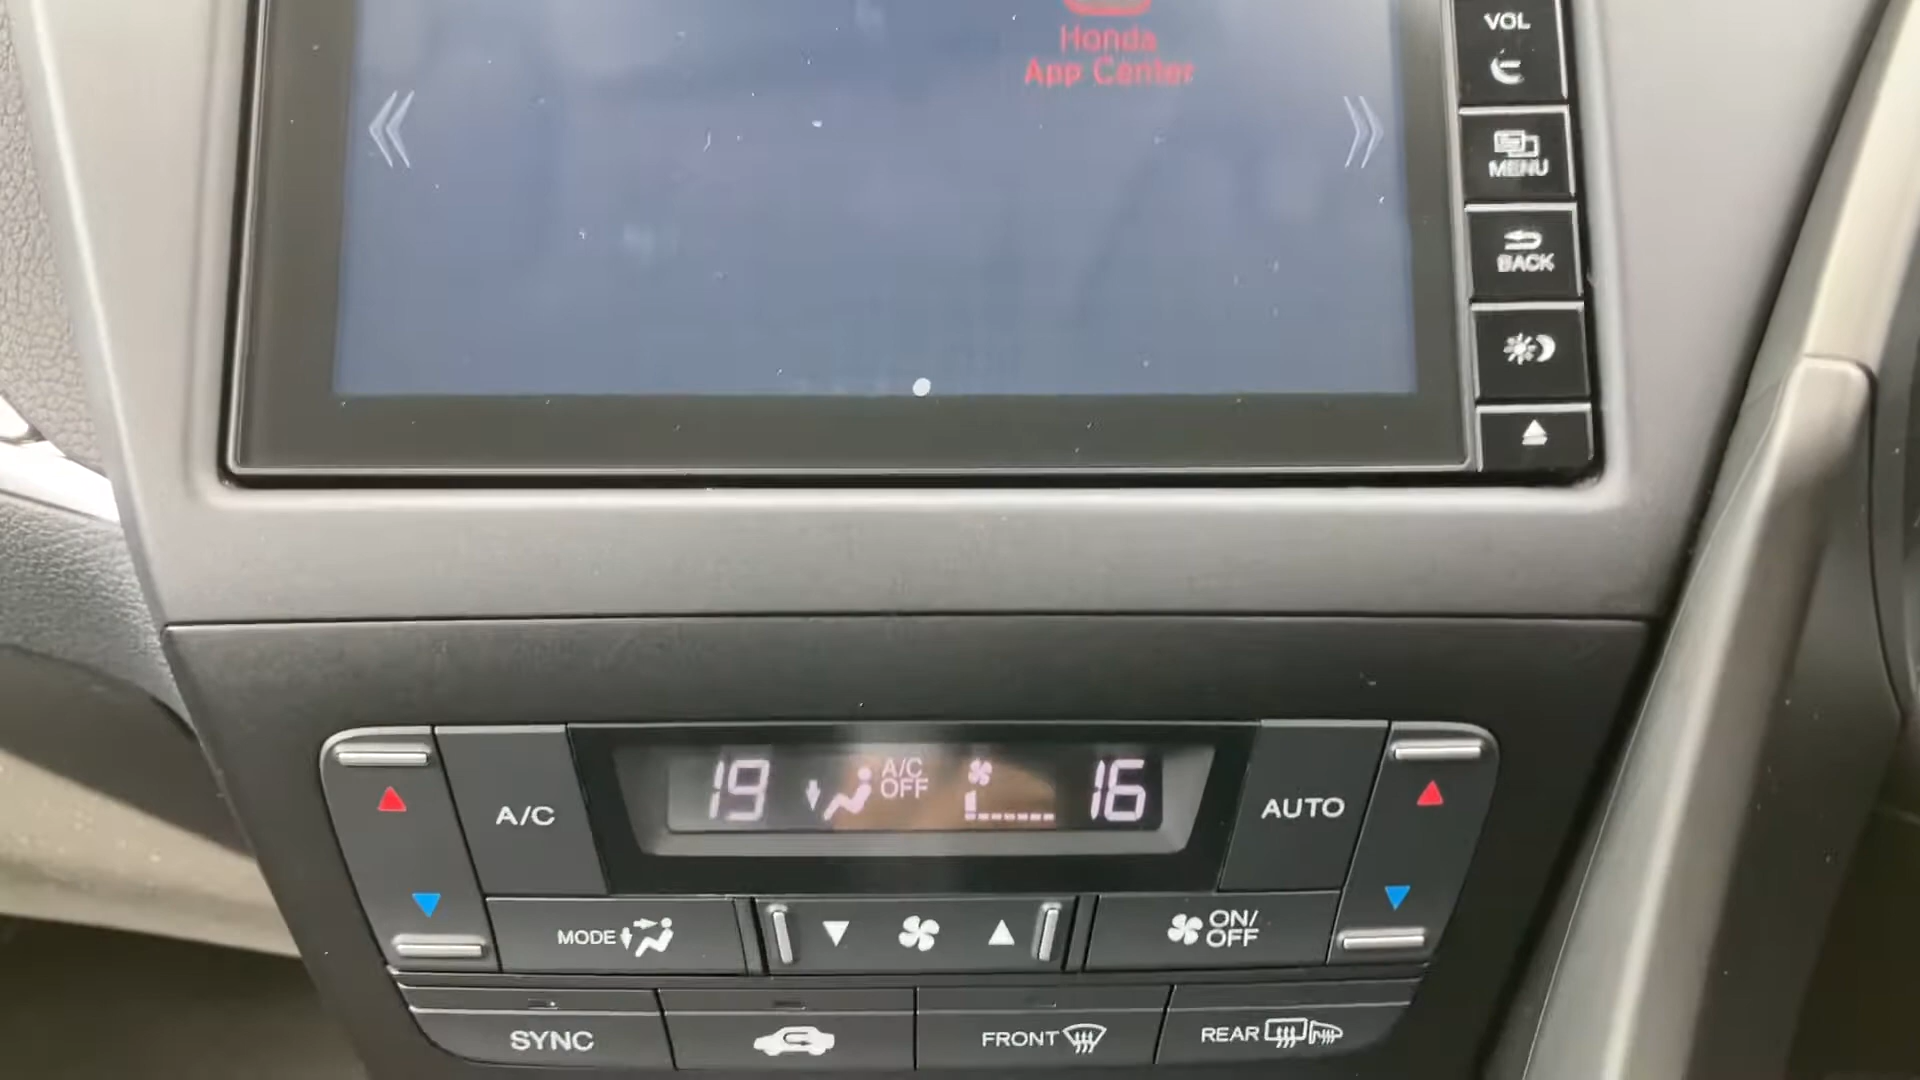 Honda
App Center
VOL
MENU
BACK
19
A/C
OFF
16
A/C
AUTO
MODE
ON/
OFF
SYNC
FRONT
REAR